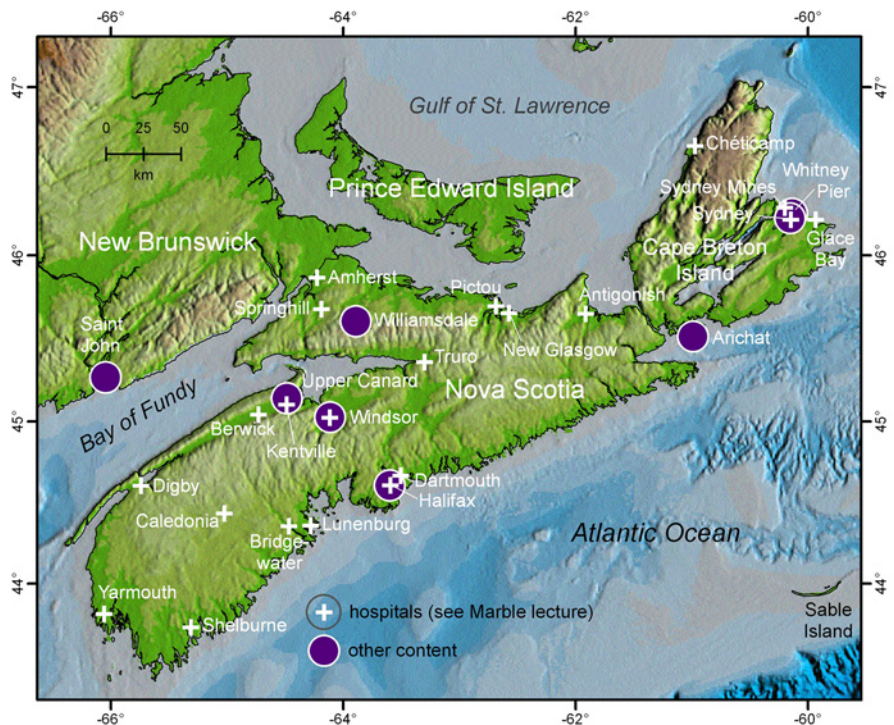 -66°
-64°
-62°
-60°
47°
47°
Gulf of St. Lawrence
0 25 50
km
Chéticamp
Prince Edward Island
Whitney
Pier
Sydney Mines
Sydney
Glace
Bay
New Brunswick
Cape Breton
Island
46°
46°
Amherst
Pictou
Antigonish
Springhill
Williamsdale
New Glasgow
Arichat
Saint
John
Truro
Upper Canard
Nova Scotia
Bay of Fundy
Windsor
45°
45°
Berwick
Kentville
Digby
Dartmouth
Halifax
Caledonia
Lunenburg
Bridge-
water
Atlantic Ocean
44°
44°
Yarmouth
hospitals (see Marble lecture)
Shelburne
Sable
Island
other content
-66°
-64°
-62°
-60°